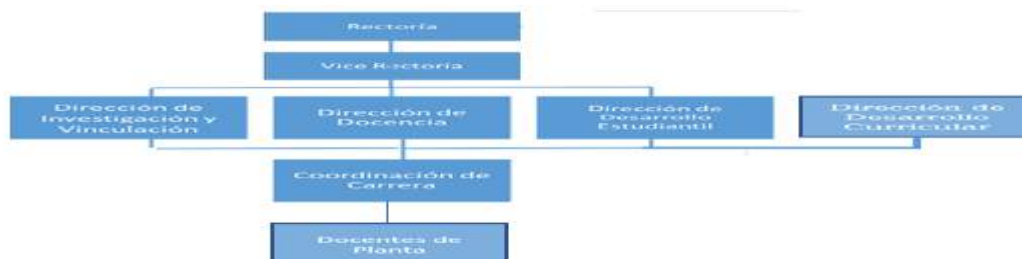 Rectoría
Vice Rectoría
Dirección de
Investigación y
Vinculación
Dirección de
Docencia
Dirección de
Desarrollo
Estudiantil
Dirección de
Desarrollo
Curricular
Coordinación de
Carrera
Docentes de
Planta